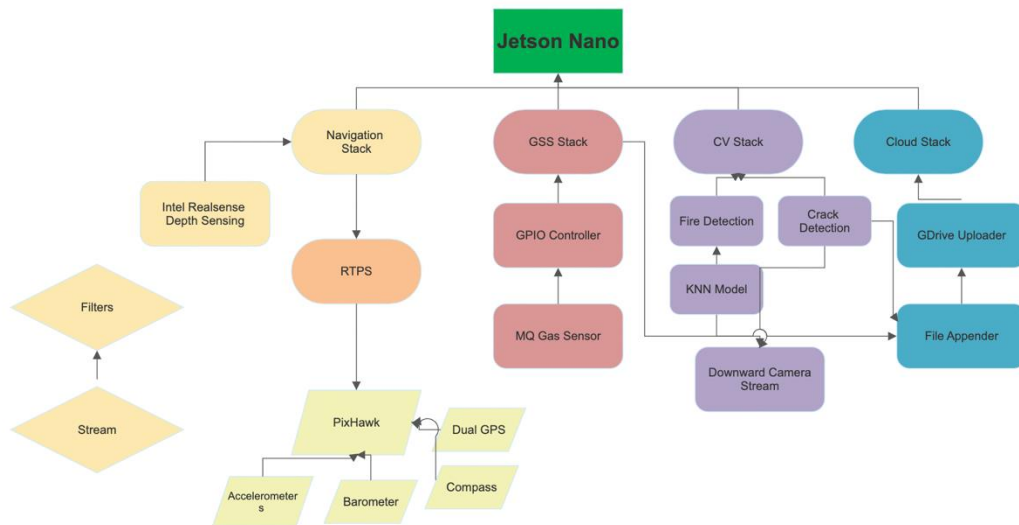 Jetson Nano
Navigation
Stack
GSS Stack
CV Stack
Cloud Stack
Intel Realsense
Depth Sensing
GPIO Controller
Fire Detection
Crack
Detection
GDrive Uploader
RTPS
KNN Model
Filters
MQ Gas Sensor
File Appender
Downward Camera
Stream
Stream
PixHawk
Dual GPS
Accelerometer
s
Barometer
Compass